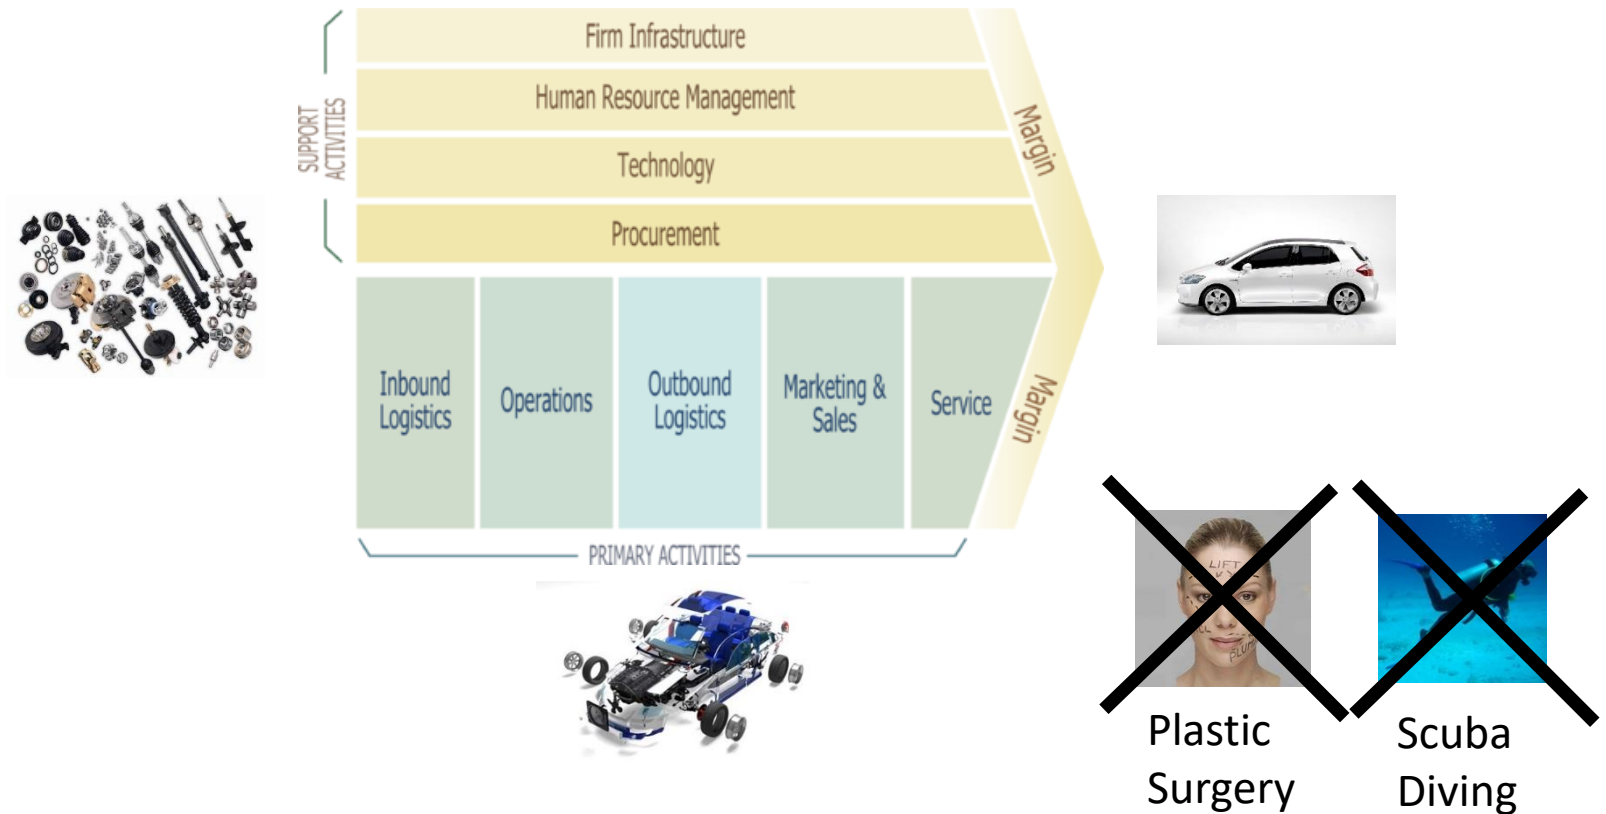 Firm Infrastructure
Human Resource Management
Technology
Procurement
SUPPORT
ACTIVITIES
Margin
Inbound
Logistics
Operations
Outbound
Logistics
Marketing &
Sales
Service
Margin
PRIMARY ACTIVITIES
LIFT
Plastic
Surgery
Scuba
Diving